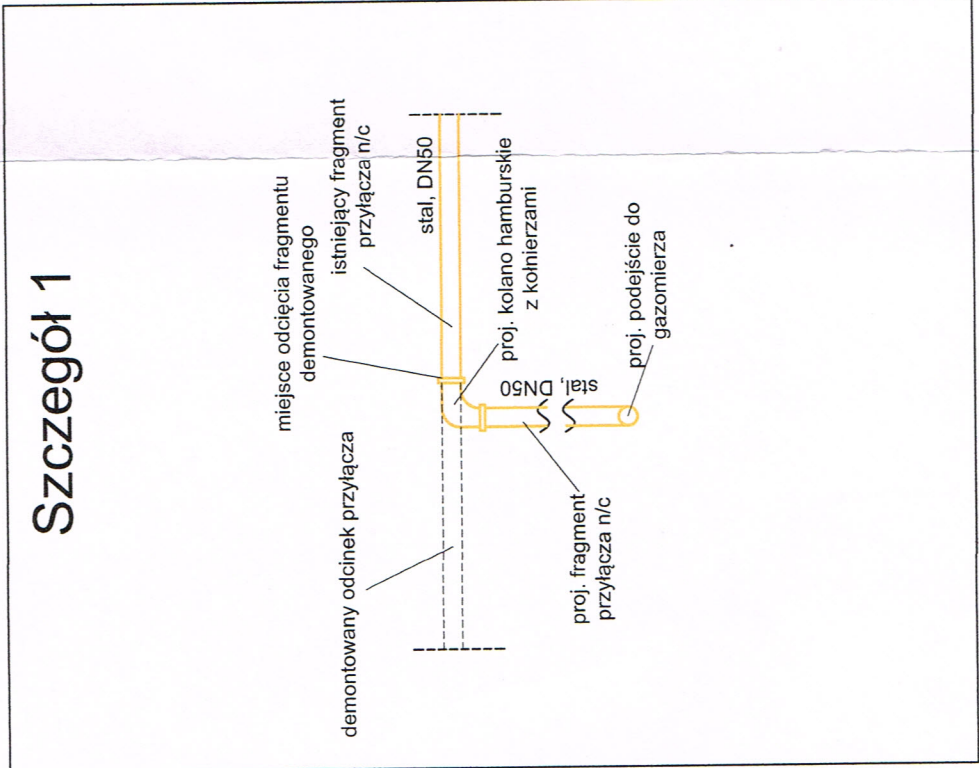 Szczegół 1
miejsce odcięcia fragmentu
demontowanego
istniejący fragment
przyłącza n/c
demontowany odcinek przyłącza
stal, DN50
proj. kolano hamburskie
z kołnierzami
stal, DN50
proj. fragment
przyłącza n/c
proj. podejście do
gazomierza